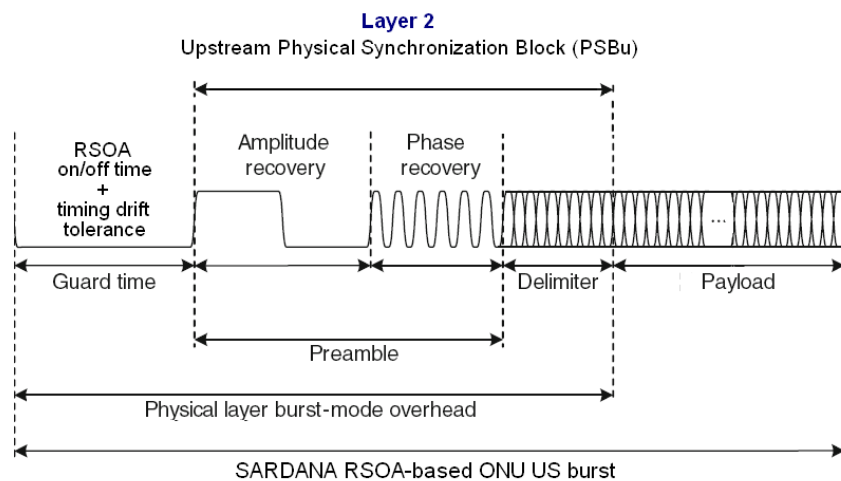 Layer 2
Upstream Physical Synchronization Block (PSBu)
RSOA
on/off time
+
timing drift
tolerance
Amplitude
recovery
Phase
recovery
...
Guard time
Delimiter
Payload
Preamble
Physical layer burst-mode overhead
SARDANA RSOA-based ONU US burst